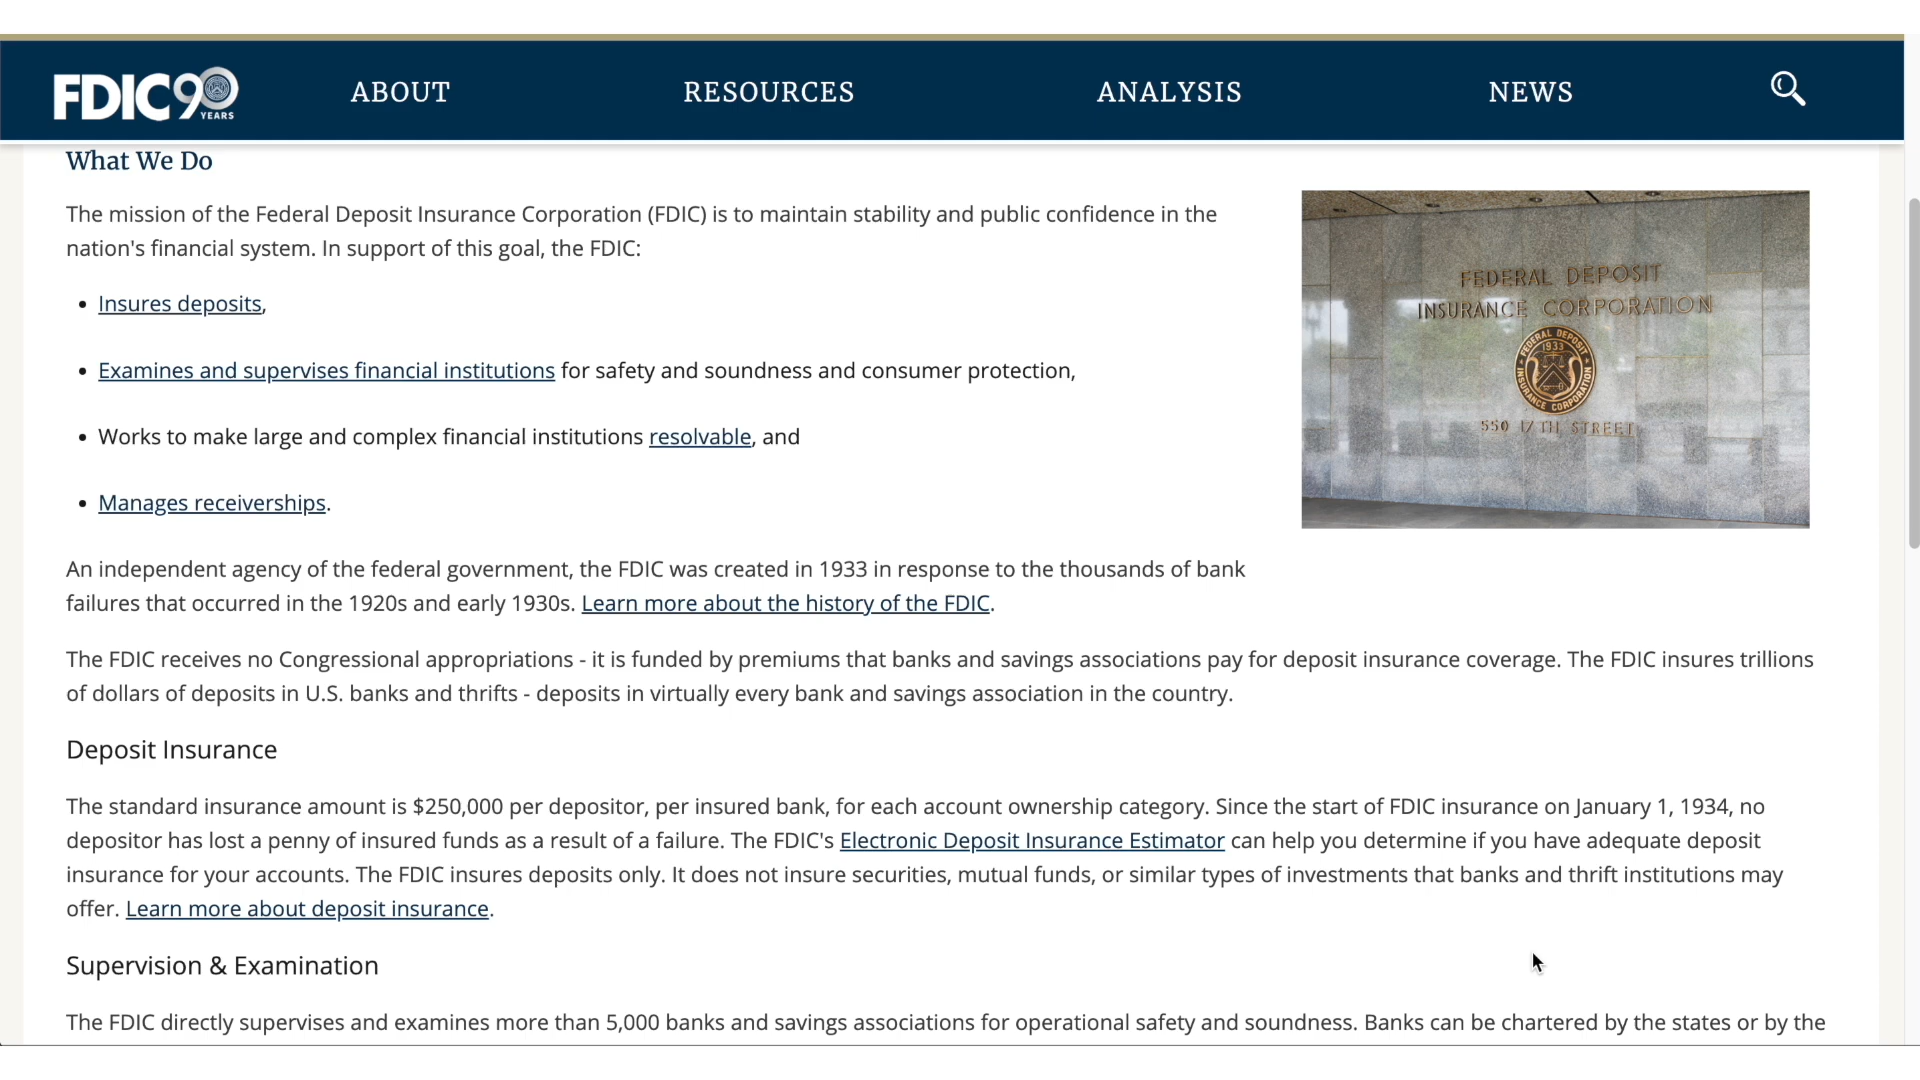 FDIC 90 YEARS
ABOUT
RESOURCES
ANALYSIS
NEWS
What We Do
The mission of the Federal Deposit Insurance Corporation (FDIC) is to maintain stability and public confidence in the
nation's financial system. In support of this goal, the FDIC:
• Insures deposits,
• Examines and supervises financial institutions for safety and soundness and consumer protection,
• Works to make large and complex financial institutions resolvable, and
• Manages receiverships.
FEDERAL DEPOSIT
INSURANCE CORPORATION
FEDERAL DEPOSIT INSURANCE CORPORATION
1933
550 17TH STREET
An independent agency of the federal government, the FDIC was created in 1933 in response to the thousands of bank
failures that occurred in the 1920s and early 1930s. Learn more about the history of the FDIC.
The FDIC receives no Congressional appropriations - it is funded by premiums that banks and savings associations pay for deposit insurance coverage. The FDIC insures trillions
of dollars of deposits in U.S. banks and thrifts - deposits in virtually every bank and savings association in the country.
Deposit Insurance
The standard insurance amount is $250,000 per depositor, per insured bank, for each account ownership category. Since the start of FDIC insurance on January 1, 1934, no
depositor has lost a penny of insured funds as a result of a failure. The FDIC's Electronic Deposit Insurance Estimator can help you determine if you have adequate deposit
insurance for your accounts. The FDIC insures deposits only. It does not insure securities, mutual funds, or similar types of investments that banks and thrift institutions may
offer. Learn more about deposit insurance.
Supervision & Examination
The FDIC directly supervises and examines more than 5,000 banks and savings associations for operational safety and soundness. Banks can be chartered by the states or by the